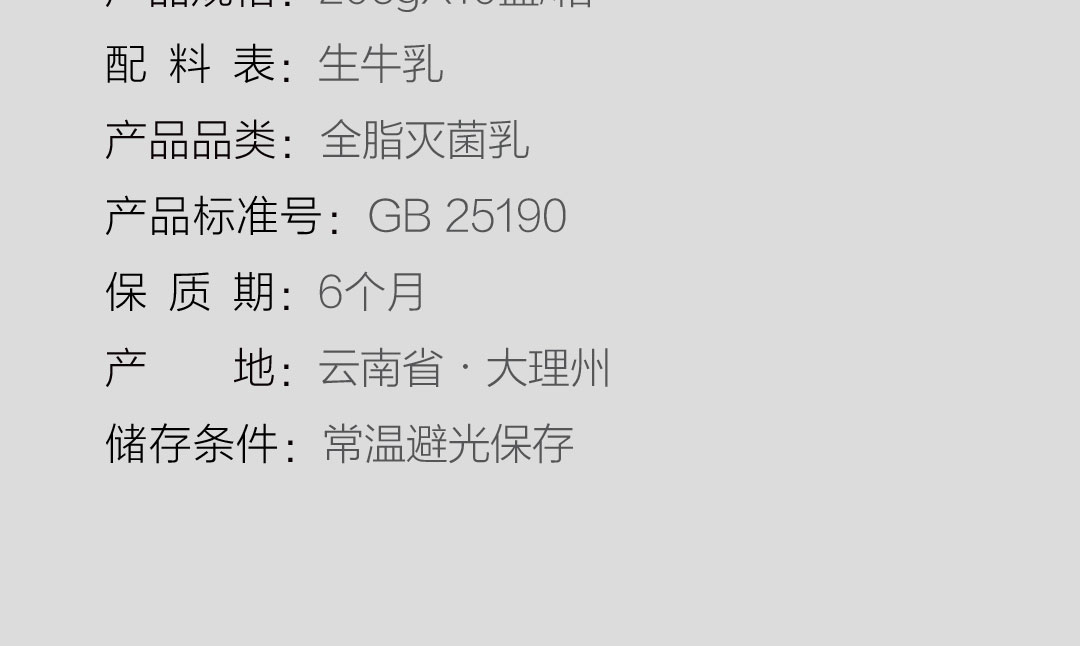 配料表：生牛乳
产品品类：全脂灭菌乳
产品标准号：GB 25190
保质期：6个月
产地：云南省·大理州
储存条件：常温避光保存